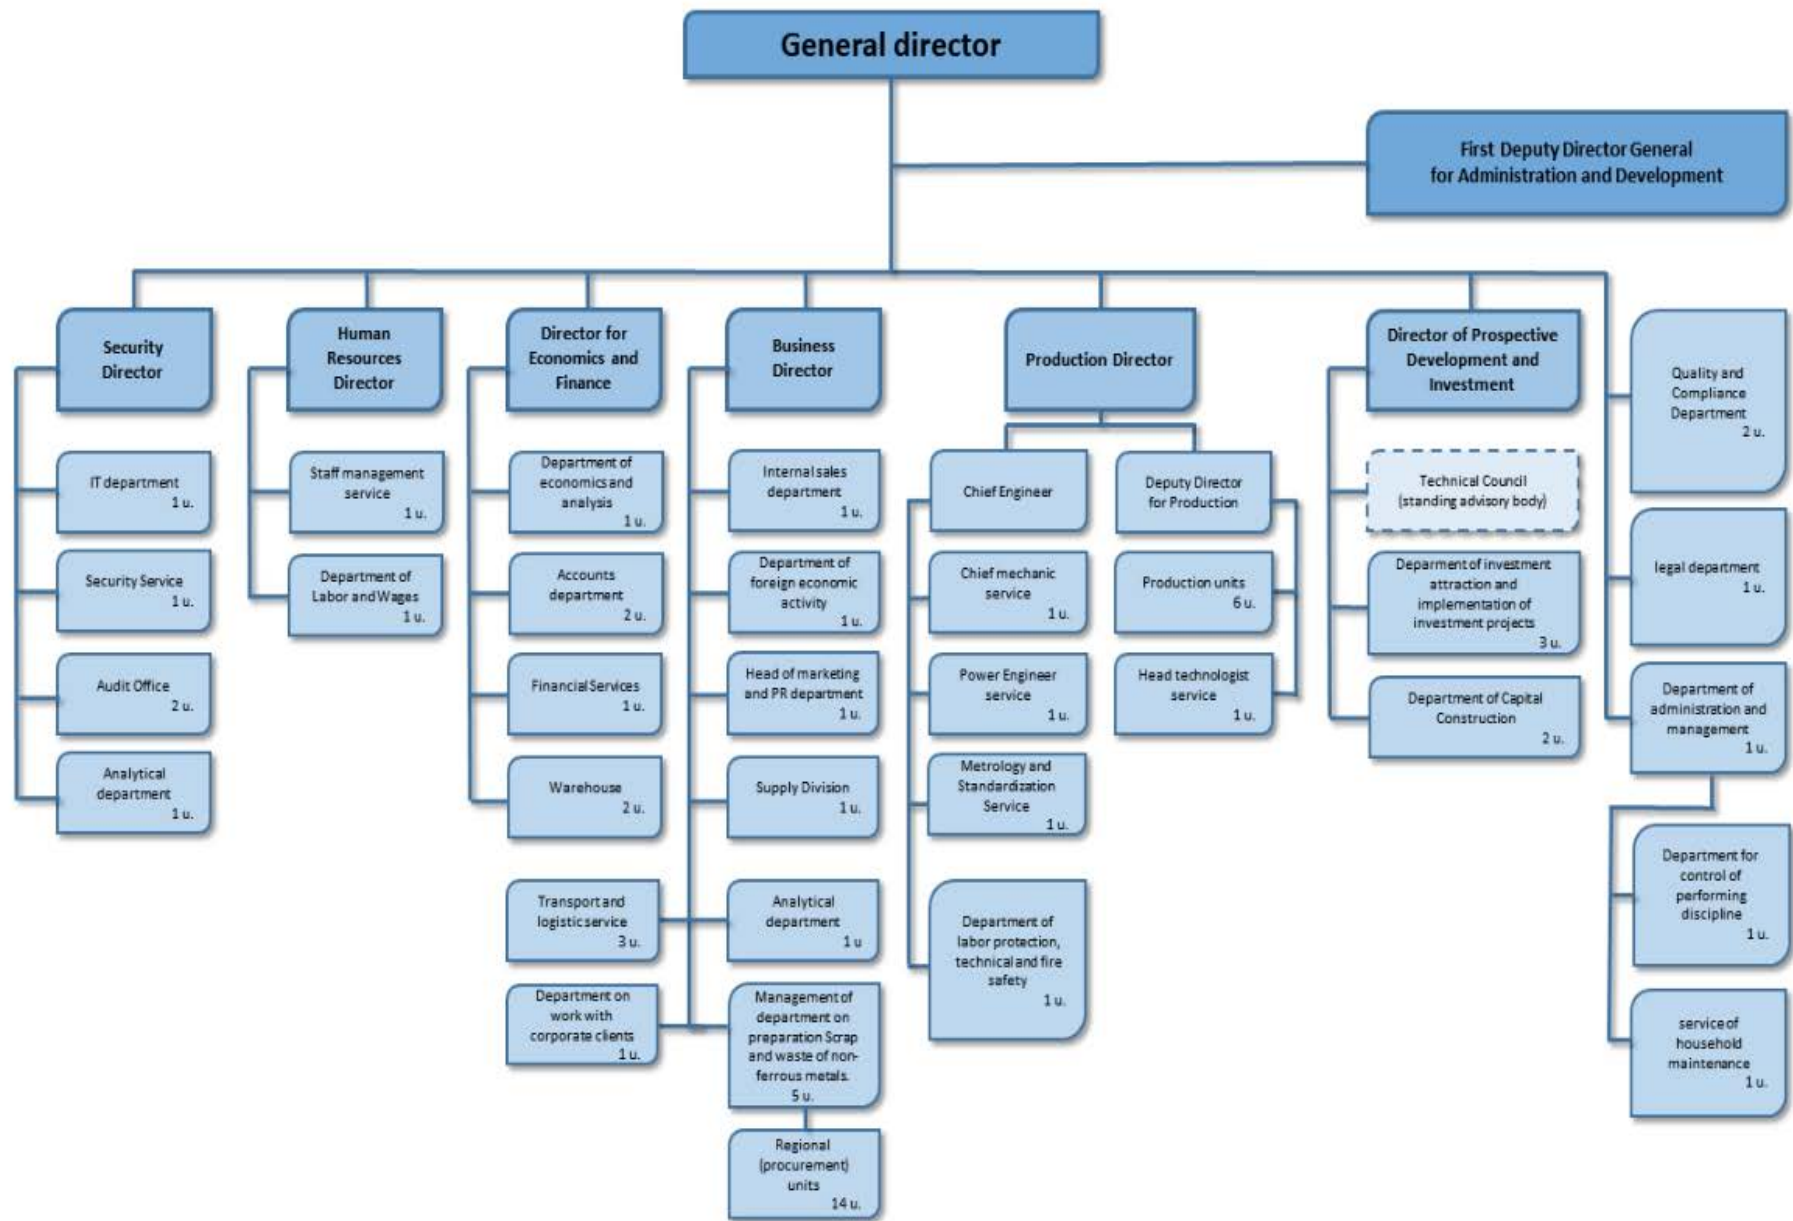 General director
First Deputy Director General
for Administration and Development
Security
Director
Human
Resources
Director
Director for
Economics and
Finance
Business
Director
Production Director
Director of Prospective
Development and
Investment
Quality and
Compliance
Department
2 u.
IT department
1 u.
Staff management
service
1 u.
Department of
economics and
analysis
1 u.
Internal sales
department
1 u.
Chief Engineer
Deputy Director
for Production
Technical Council
(standing advisory body)
legal department
1 u.
Security Service
1 u.
Department of
Labor and Wages
1 u.
Accounts
department
2 u.
Department of
foreign economic
activity
1 u.
Chief mechanic
service
1 u.
Production units
6 u.
Deparment of investment
attraction and
implementation of
investment projects
3 u.
Audit Office
2 u.
Financial Services
1 u.
Head of marketing
and PR department
1 u.
Power Engineer
service
1 u.
Head technologist
service
1 u.
Department of Capital
Construction
2 u.
Department of
administration and
management
1 u.
Analytical
department
1 u.
Warehouse
2 u.
Supply Division
1 u.
Metrology and
Standardization
Service
1 u.
Department for
control of
performing
discipline
1 u.
Transport and
logistic service
3 u.
Analytical
department
1 u
Department of
labor protection,
technical and fire
safety
1 u.
Department on
work with
corporate clients
1 u.
Management of
department on
preparation Scrap
and waste of non-
ferrous metals.
5 u.
service of
household
maintenance
1 u.
Regional
(procurement)
units
14 u.